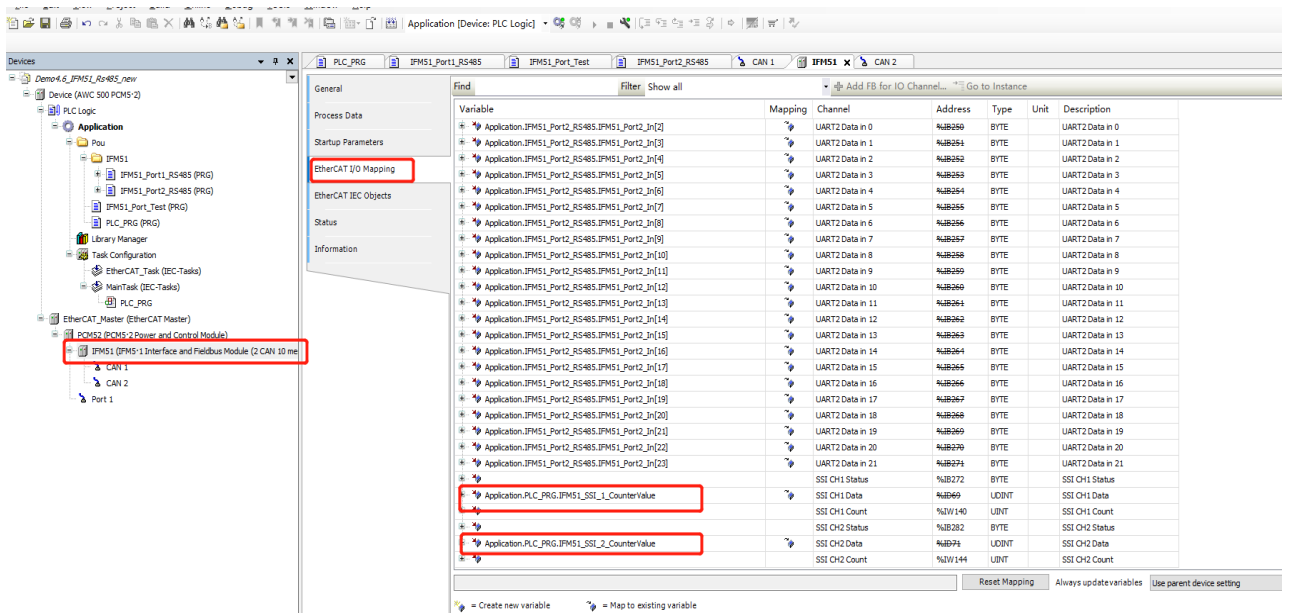 Application [Device: PLC Logic]
Devices
Demo4.6_IFM51_Rs485_new
Device (AWC 500 PCM5·2)
PLC Logic
Application
Pou
IFM51
IFM51_Port1_RS485 (PRG)
IFM51_Port2_RS485 (PRG)
IFM51_Port_Test (PRG)
PLC_PRG (PRG)
Library Manager
Task Configuration
EtherCAT_Task (IEC-Tasks)
MainTask (IEC-Tasks)
PLC_PRG
EtherCAT_Master (EtherCAT Master)
PCM52 (PCM5·2 Power and Control Module)
IFM51 (IFM5·1 Interface and Fieldbus Module (2 CAN 10 me
CAN 1
CAN 2
Port 1
PLC_PRG IFM51_Port1_RS485 IFM51_Port_Test IFM51_Port2_RS485 CAN 1 IFM51 CAN 2
General
Process Data
Startup Parameters
EtherCAT I/O Mapping
EtherCAT IEC Objects
Status
Information
Find Filter Show all Add FB for IO Channel... Go to Instance
Variable Mapping Channel Address Type Unit Description
Application.IFM51_Port2_RS485.IFM51_Port2_In[2] UART2 Data in 0 %IB250 BYTE UART2 Data in 0
Application.IFM51_Port2_RS485.IFM51_Port2_In[3] UART2 Data in 1 %IB251 BYTE UART2 Data in 1
Application.IFM51_Port2_RS485.IFM51_Port2_In[4] UART2 Data in 2 %IB252 BYTE UART2 Data in 2
Application.IFM51_Port2_RS485.IFM51_Port2_In[5] UART2 Data in 3 %IB253 BYTE UART2 Data in 3
Application.IFM51_Port2_RS485.IFM51_Port2_In[6] UART2 Data in 4 %IB254 BYTE UART2 Data in 4
Application.IFM51_Port2_RS485.IFM51_Port2_In[7] UART2 Data in 5 %IB255 BYTE UART2 Data in 5
Application.IFM51_Port2_RS485.IFM51_Port2_In[8] UART2 Data in 6 %IB256 BYTE UART2 Data in 6
Application.IFM51_Port2_RS485.IFM51_Port2_In[9] UART2 Data in 7 %IB257 BYTE UART2 Data in 7
Application.IFM51_Port2_RS485.IFM51_Port2_In[10] UART2 Data in 8 %IB258 BYTE UART2 Data in 8
Application.IFM51_Port2_RS485.IFM51_Port2_In[11] UART2 Data in 9 %IB259 BYTE UART2 Data in 9
Application.IFM51_Port2_RS485.IFM51_Port2_In[12] UART2 Data in 10 %IB260 BYTE UART2 Data in 10
Application.IFM51_Port2_RS485.IFM51_Port2_In[13] UART2 Data in 11 %IB261 BYTE UART2 Data in 11
Application.IFM51_Port2_RS485.IFM51_Port2_In[14] UART2 Data in 12 %IB262 BYTE UART2 Data in 12
Application.IFM51_Port2_RS485.IFM51_Port2_In[15] UART2 Data in 13 %IB263 BYTE UART2 Data in 13
Application.IFM51_Port2_RS485.IFM51_Port2_In[16] UART2 Data in 14 %IB264 BYTE UART2 Data in 14
Application.IFM51_Port2_RS485.IFM51_Port2_In[17] UART2 Data in 15 %IB265 BYTE UART2 Data in 15
Application.IFM51_Port2_RS485.IFM51_Port2_In[18] UART2 Data in 16 %IB266 BYTE UART2 Data in 16
Application.IFM51_Port2_RS485.IFM51_Port2_In[19] UART2 Data in 17 %IB267 BYTE UART2 Data in 17
Application.IFM51_Port2_RS485.IFM51_Port2_In[20] UART2 Data in 18 %IB268 BYTE UART2 Data in 18
Application.IFM51_Port2_RS485.IFM51_Port2_In[21] UART2 Data in 19 %IB269 BYTE UART2 Data in 19
Application.IFM51_Port2_RS485.IFM51_Port2_In[22] UART2 Data in 20 %IB270 BYTE UART2 Data in 20
Application.IFM51_Port2_RS485.IFM51_Port2_In[23] UART2 Data in 21 %IB271 BYTE UART2 Data in 21
SSI CH1 Status %IB272 BYTE SSI CH1 Status
Application.PLC_PRG.IFM51_SSI_1_CounterValue SSI CH1 Data %ID69 UDINT SSI CH1 Data
SSI CH1 Count %IW140 UINT SSI CH1 Count
SSI CH2 Status %IB282 BYTE SSI CH2 Status
Application.PLC_PRG.IFM51_SSI_2_CounterValue SSI CH2 Data %ID71 UDINT SSI CH2 Data
SSI CH2 Count %IW144 UINT SSI CH2 Count
Reset Mapping Always update variables Use parent device setting
= Create new variable = Map to existing variable